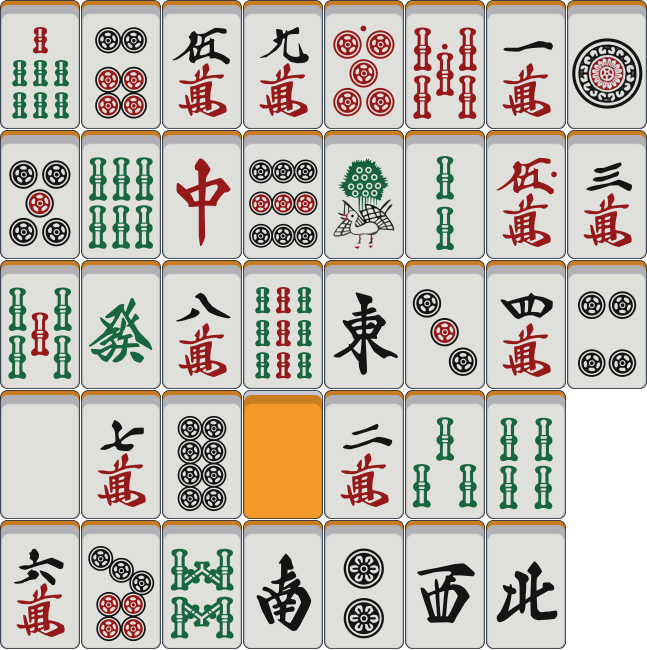 伍萬 九萬 一萬
中 伍萬 三萬
發 八萬 東 四萬
七萬 二萬
六萬 南 西 北